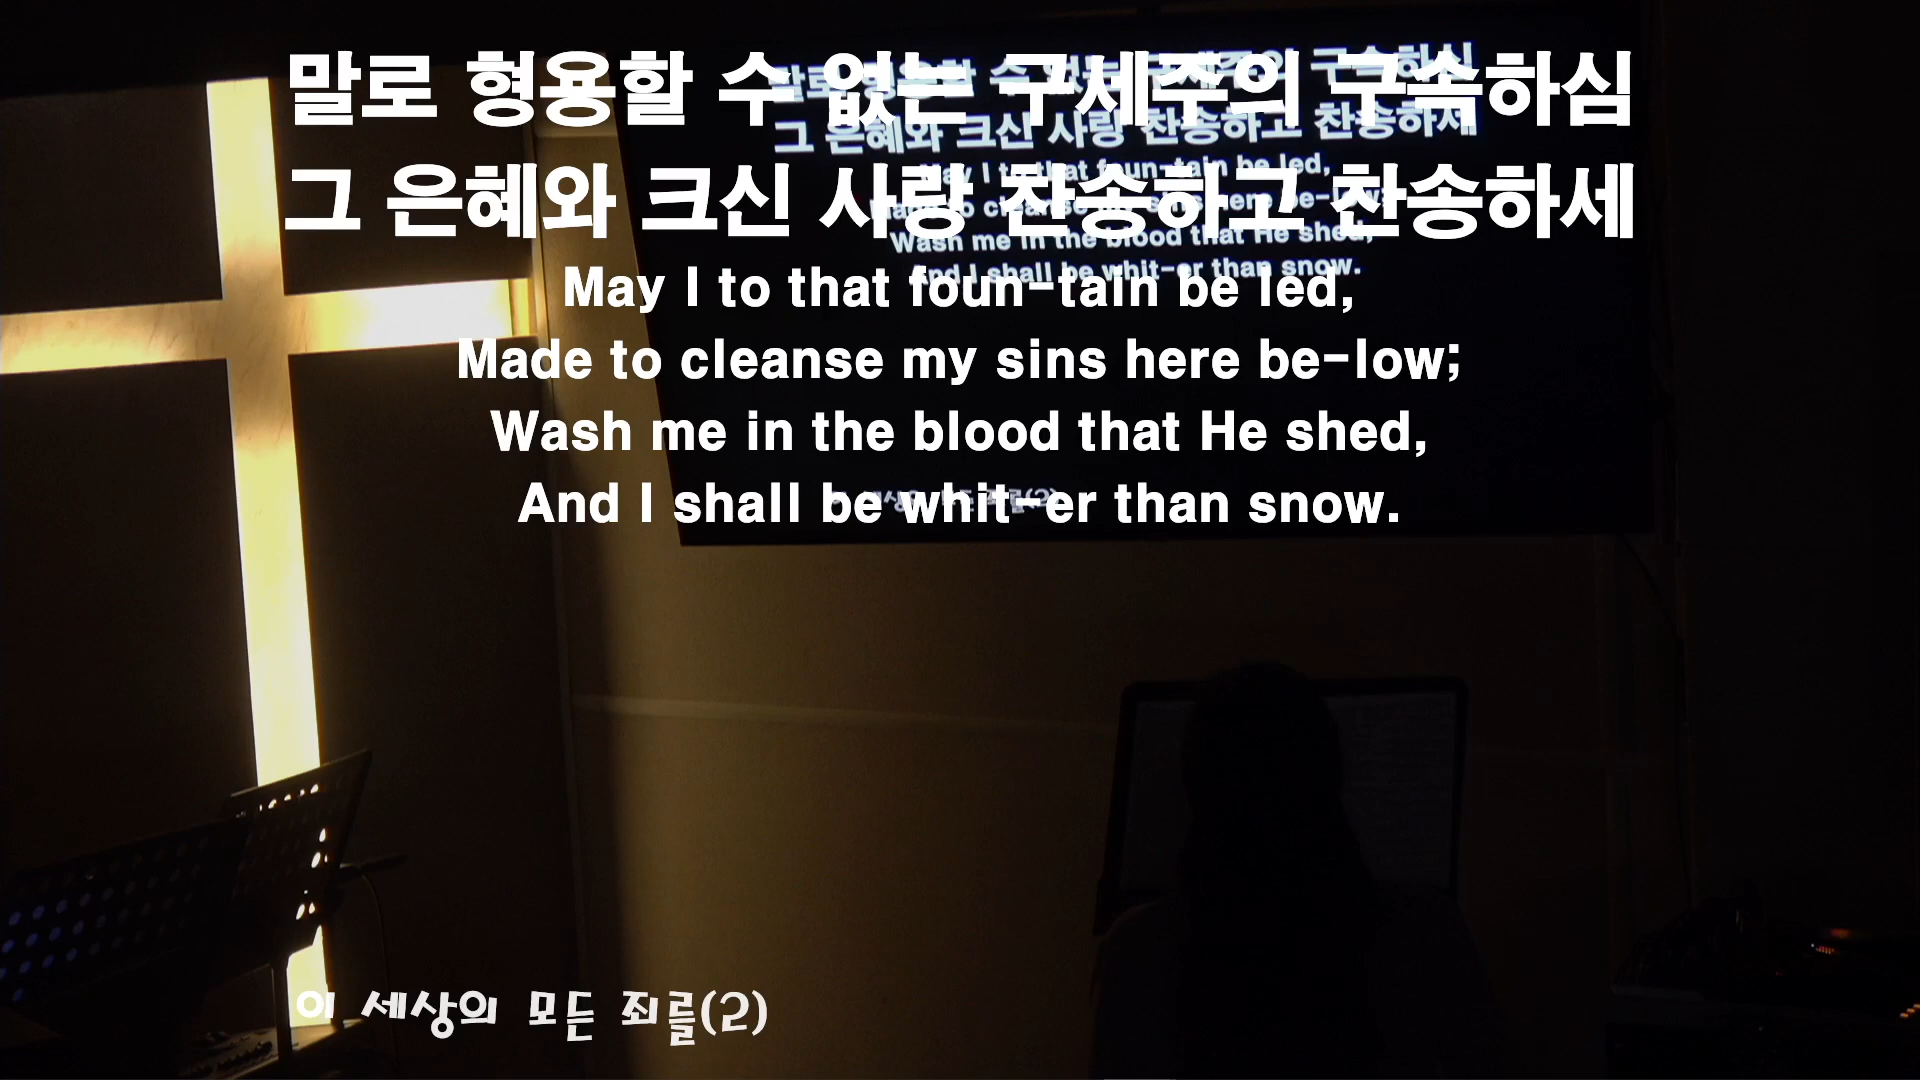 말로 형용할 수 없는 구세주의 구속하심
그 은혜와 크신 사랑 찬송하고 찬송하세
May I to that foun-tain be led,
Made to cleanse my sins here be-low;
Wash me in the blood that He shed,
And I shall be whit-er than snow.
이 세상의 모든 죄를(2)